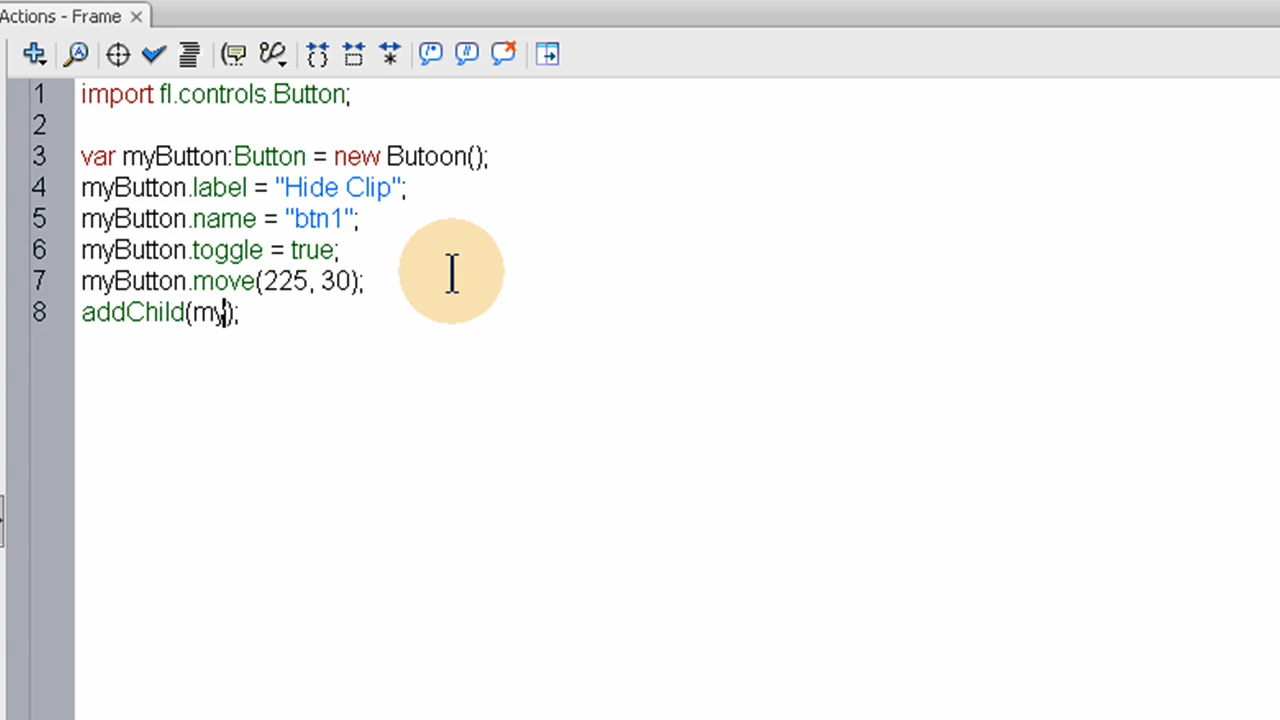 Actions - Frame
1 import fl.controls.Button;
2
3 var myButton:Button = new Butoon();
4 myButton.label = "Hide Clip";
5 myButton.name = "btn1";
6 myButton.toggle = true;
7 myButton.move(225, 30);
8 addChild(my);